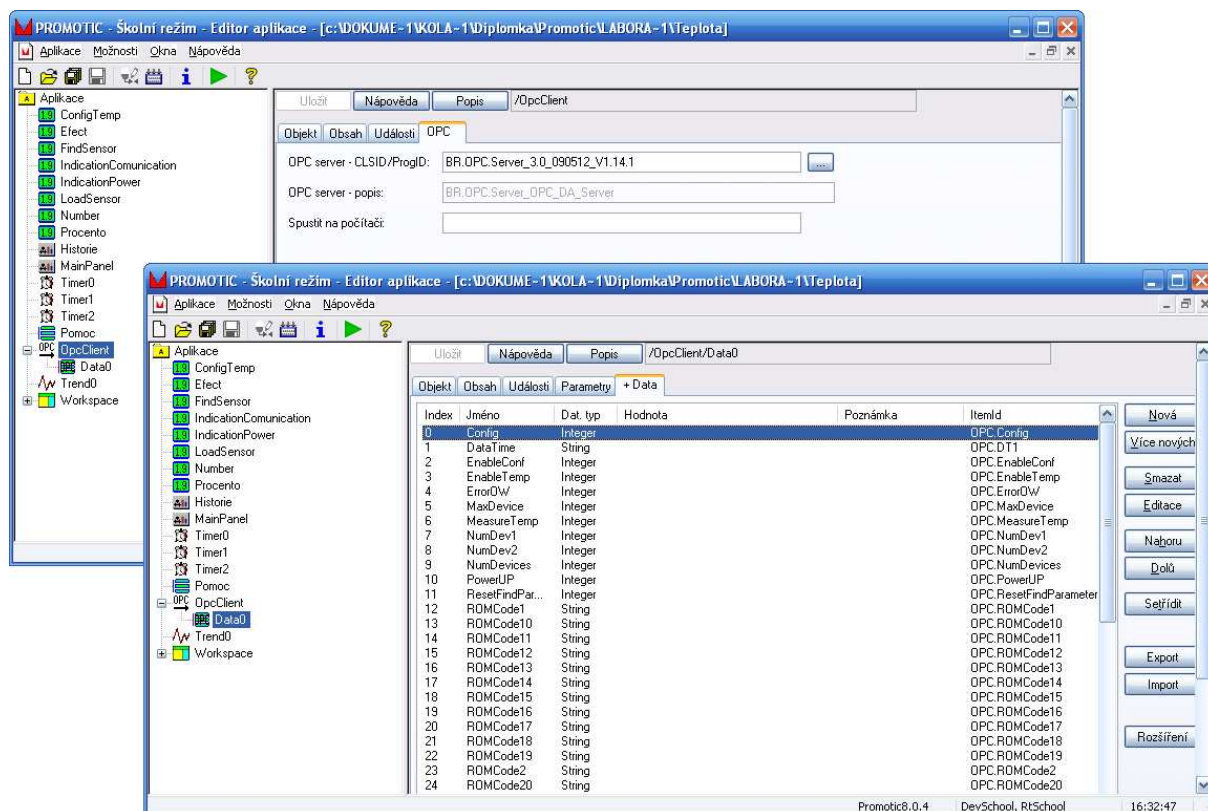 PROMOTIC - Školní režim - Editor aplikace - [c:\DOKUME~1\KOLA~1\Diplomka\Promotic\LABORA~1\Teplota]
Aplikace Možnosti Okna Nápověda
Aplikace
ConfigTemp
Efect
FindSensor
IndicationComunication
IndicationPower
LoadSensor
Number
Procento
Historie
MainPanel
Timer0
Timer1
Timer2
Pomoc
OpcClient
Data0
Trend0
Workspace
Uložit Nápověda Popis /OpcClient
Objekt Obsah Události OPC
OPC server - CLSID/ProgID: BR.OPC.Server_3.0_090512_V1.14.1 ...
OPC server - popis: BR.OPC.Server_OPC_DA_Server
Spustit na počítači:
PROMOTIC - Školní režim - Editor aplikace - [c:\DOKUME~1\KOLA~1\Diplomka\Promotic\LABORA~1\Teplota]
Aplikace Možnosti Okna Nápověda
Aplikace
ConfigTemp
Efect
FindSensor
IndicationComunication
IndicationPower
LoadSensor
Number
Procento
Historie
MainPanel
Timer0
Timer1
Timer2
Pomoc
OpcClient
Data0
Trend0
Workspace
Uložit Nápověda Popis /OpcClient/Data0
Objekt Obsah Události Parametry + Data
Index Jméno Dat. typ Hodnota Poznámka ItemId
0 Config Integer OPC.Config
1 DataTime String OPC.DT1
2 EnableConf Integer OPC.EnableConf
3 EnableTemp Integer OPC.EnableTemp
4 ErrorOW Integer OPC.ErrorOW
5 MaxDevice Integer OPC.MaxDevice
6 MeasureTemp Integer OPC.MeasureTemp
7 NumDev1 Integer OPC.NumDev1
8 NumDev2 Integer OPC.NumDev2
9 NumDevices Integer OPC.NumDevices
10 PowerUP Integer OPC.PowerUP
11 ResetFindPar... Integer OPC.ResetFindParameter
12 ROMCode1 String OPC.ROMCode1
13 ROMCode10 String OPC.ROMCode10
14 ROMCode11 String OPC.ROMCode11
15 ROMCode12 String OPC.ROMCode12
16 ROMCode13 String OPC.ROMCode13
17 ROMCode14 String OPC.ROMCode14
18 ROMCode15 String OPC.ROMCode15
19 ROMCode16 String OPC.ROMCode16
20 ROMCode17 String OPC.ROMCode17
21 ROMCode18 String OPC.ROMCode18
22 ROMCode19 String OPC.ROMCode19
23 ROMCode2 String OPC.ROMCode2
24 ROMCode20 String OPC.ROMCode20
Nová
Více nových
Smazat
Editace
Nahoru
Dolů
Setřídit
Export
Import
Rozšíření
Promotic8.0.4 DevSchool, RtSchool 16:32:47